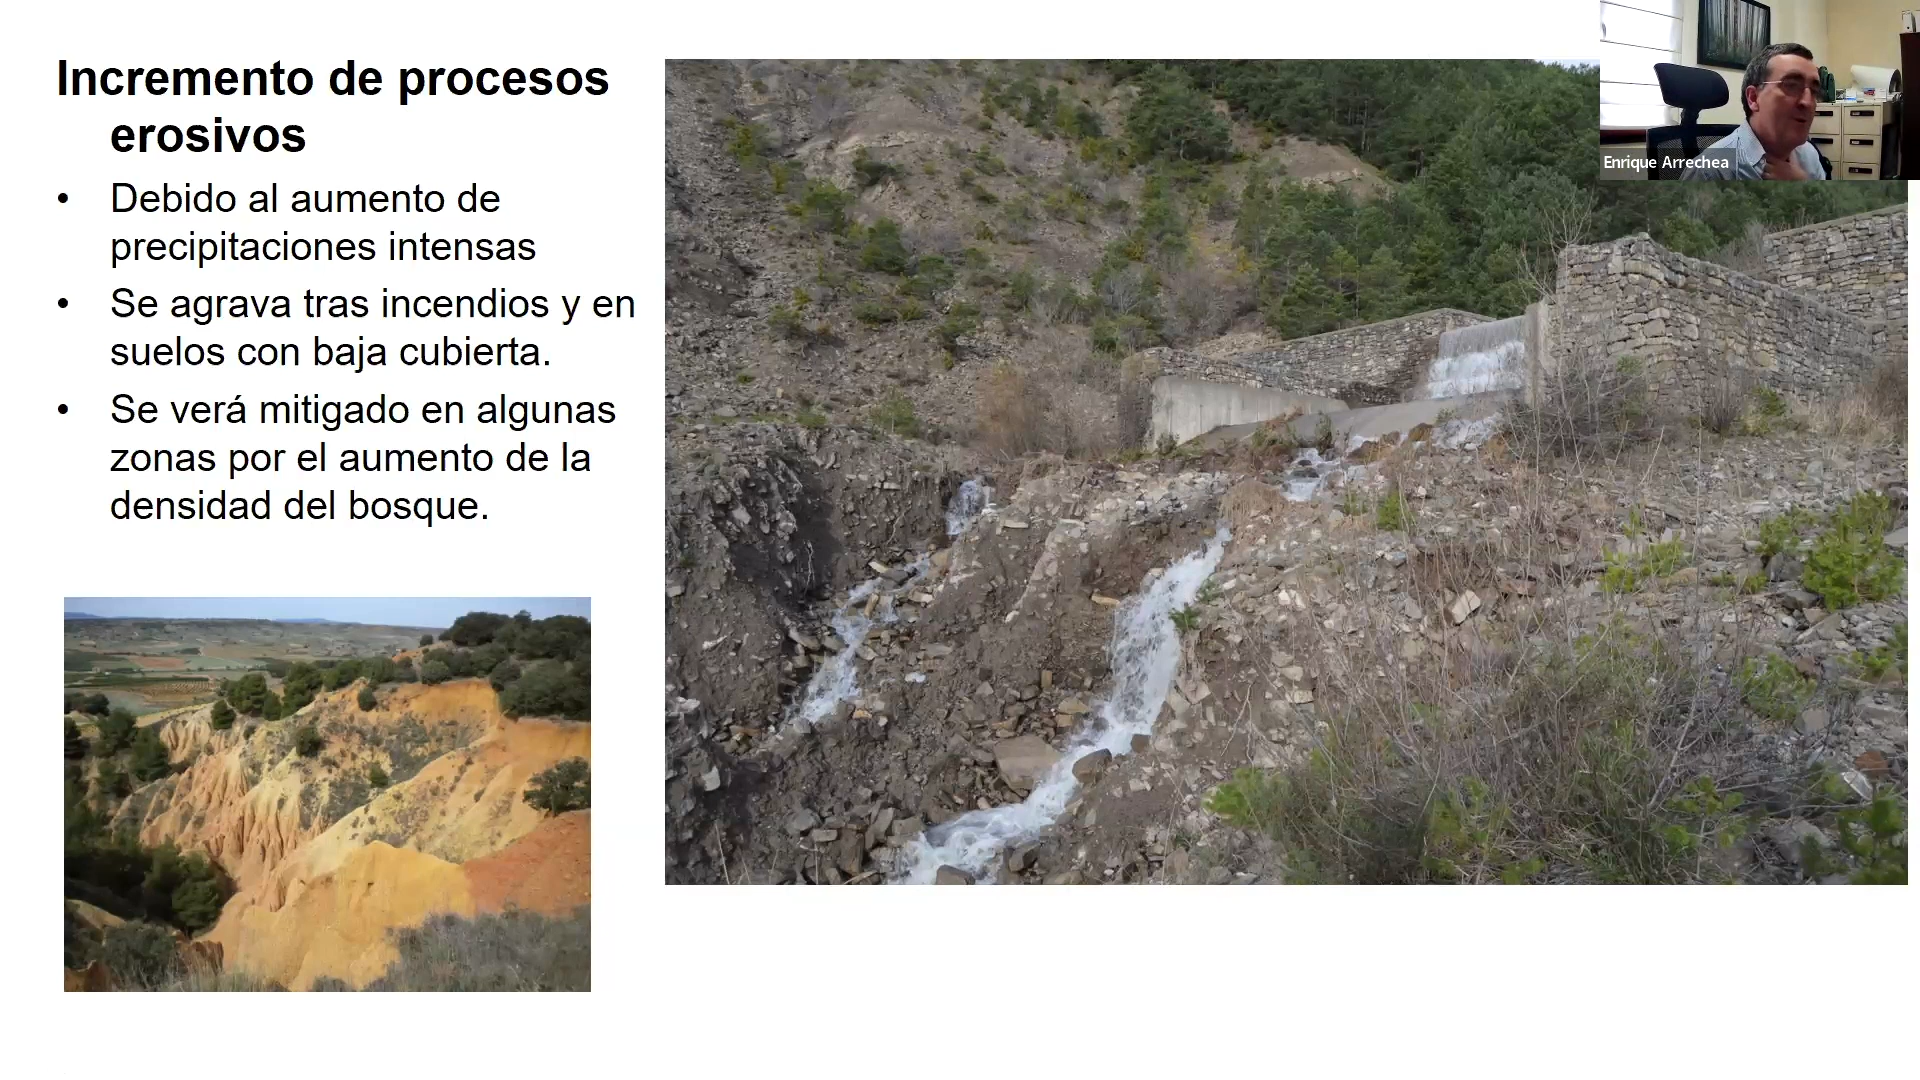 Incremento de procesos
erosivos
• Debido al aumento de
precipitaciones intensas
• Se agrava tras incendios y en
suelos con baja cubierta.
• Se verá mitigado en algunas
zonas por el aumento de la
densidad del bosque.
Enrique Arrechea